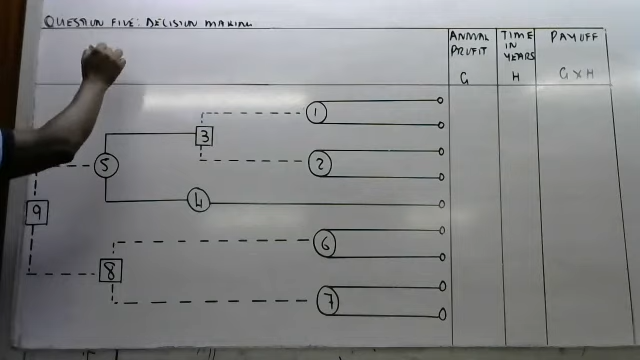 QUESTION FIVE: DECISION MAKING
ANNUAL PROFIT
G
TIME IN YEARS
H
PAYOFF
G x H
1
3
5
2
4
9
6
8
7